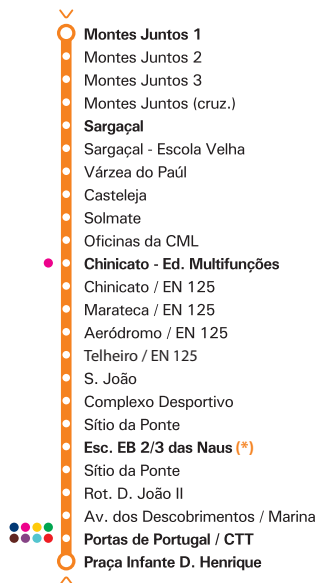 Montes Juntos 1
Montes Juntos 2
Montes Juntos 3
Montes Juntos (cruz.)
Sargaçal
Sargaçal - Escola Velha
Várzea do Paúl
Casteleja
Solmate
Oficinas da CML
Chinicato - Ed. Multifunções
Chinicato / EN 125
Marateca / EN 125
Aeródromo / EN 125
Telheiro / EN 125
S. João
Complexo Desportivo
Sítio da Ponte
Esc. EB 2/3 das Naus (*)
Sítio da Ponte
Rot. D. João II
Av. dos Descobrimentos / Marina
Portas de Portugal / CTT
Praça Infante D. Henrique